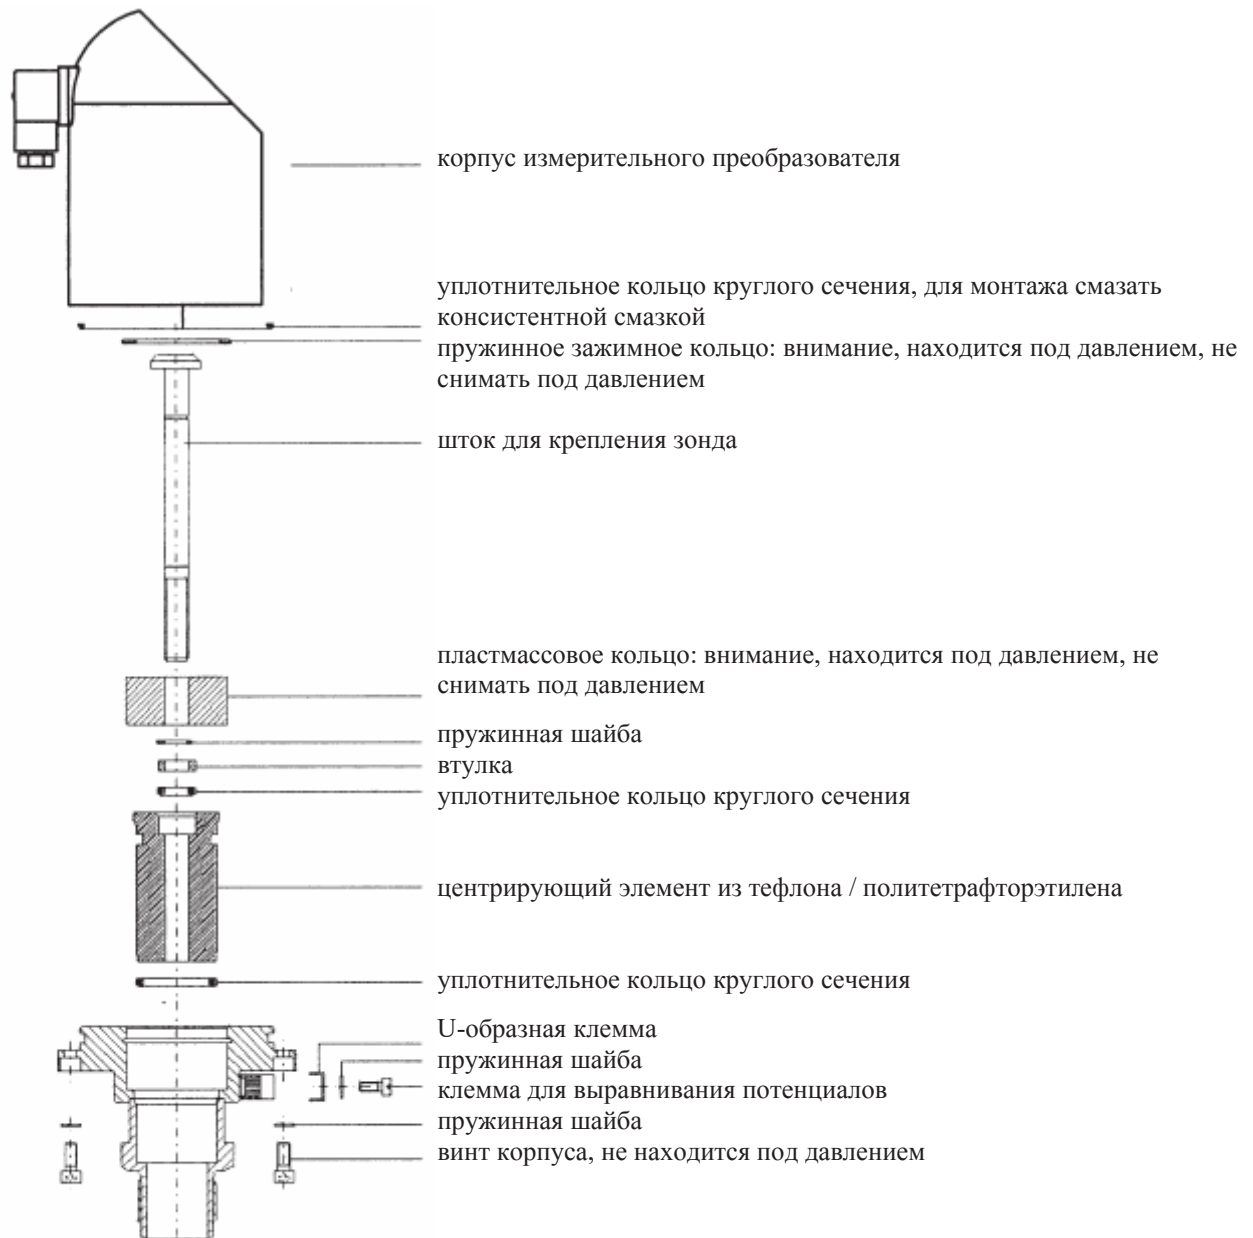 корпус измерительного преобразователя
уплотнительное кольцо круглого сечения, для монтажа смазать
консистентной смазкой
пружинное зажимное кольцо: внимание, находится под давлением, не
снимать под давлением
шток для крепления зонда
пластмассовое кольцо: внимание, находится под давлением, не
снимать под давлением
пружинная шайба
втулка
уплотнительное кольцо круглого сечения
центрирующий элемент из тефлона / политетрафторэтилена
уплотнительное кольцо круглого сечения
U-образная клемма
пружинная шайба
клемма для выравнивания потенциалов
пружинная шайба
винт корпуса, не находится под давлением